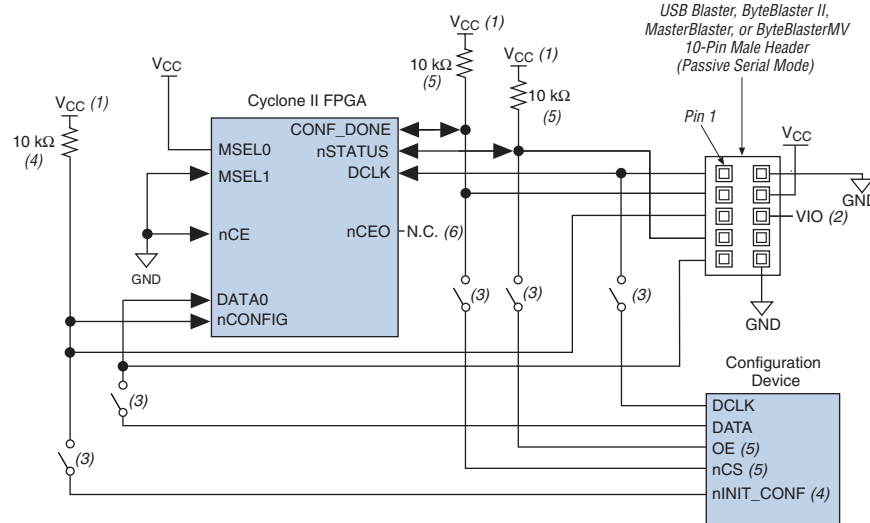 USB Blaster, ByteBlaster II,
MasterBlaster, or ByteBlasterMV
10-Pin Male Header
(Passive Serial Mode)
VCC (1)
VCC (1)
10 kΩ
(5)
10 kΩ
(5)
VCC
VCC (1)
10 kΩ
(4)
Cyclone II FPGA
CONF_DONE
nSTATUS
DCLK
MSEL0
MSEL1
nCE
nCEO
N.C. (6)
GND
DATA0
nCONFIG
Pin 1
VCC
GND
VIO (2)
GND
(3)
(3)
(3)
(3)
(3)
Configuration
Device
DCLK
DATA
OE (5)
nCS (5)
nINIT_CONF (4)